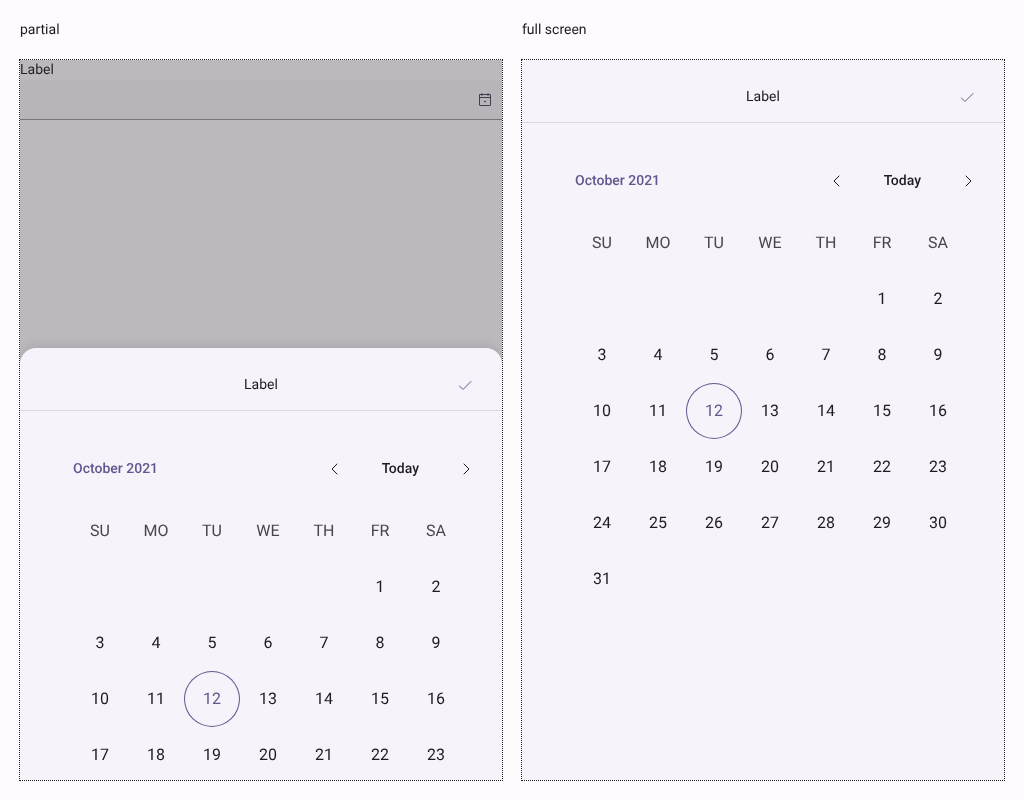 partial
Label
Label
October 2021 Today
SU MO TU WE TH FR SA
1 2
3 4 5 6 7 8 9
10 11 12 13 14 15 16
17 18 19 20 21 22 23
full screen
Label
October 2021 Today
SU MO TU WE TH FR SA
1 2
3 4 5 6 7 8 9
10 11 12 13 14 15 16
17 18 19 20 21 22 23
24 25 26 27 28 29 30
31